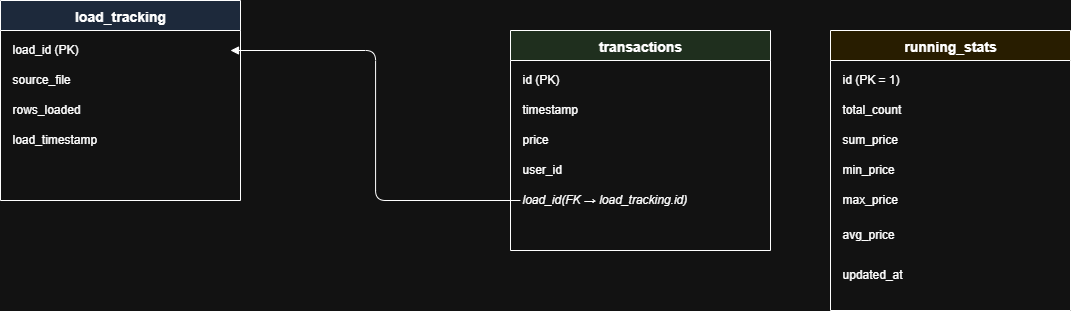 load_tracking
load_id (PK)
source_file
rows_loaded
load_timestamp
transactions
id (PK)
timestamp
price
user_id
load_id(FK → load_tracking.id)
running_stats
id (PK = 1)
total_count
sum_price
min_price
max_price
avg_price
updated_at